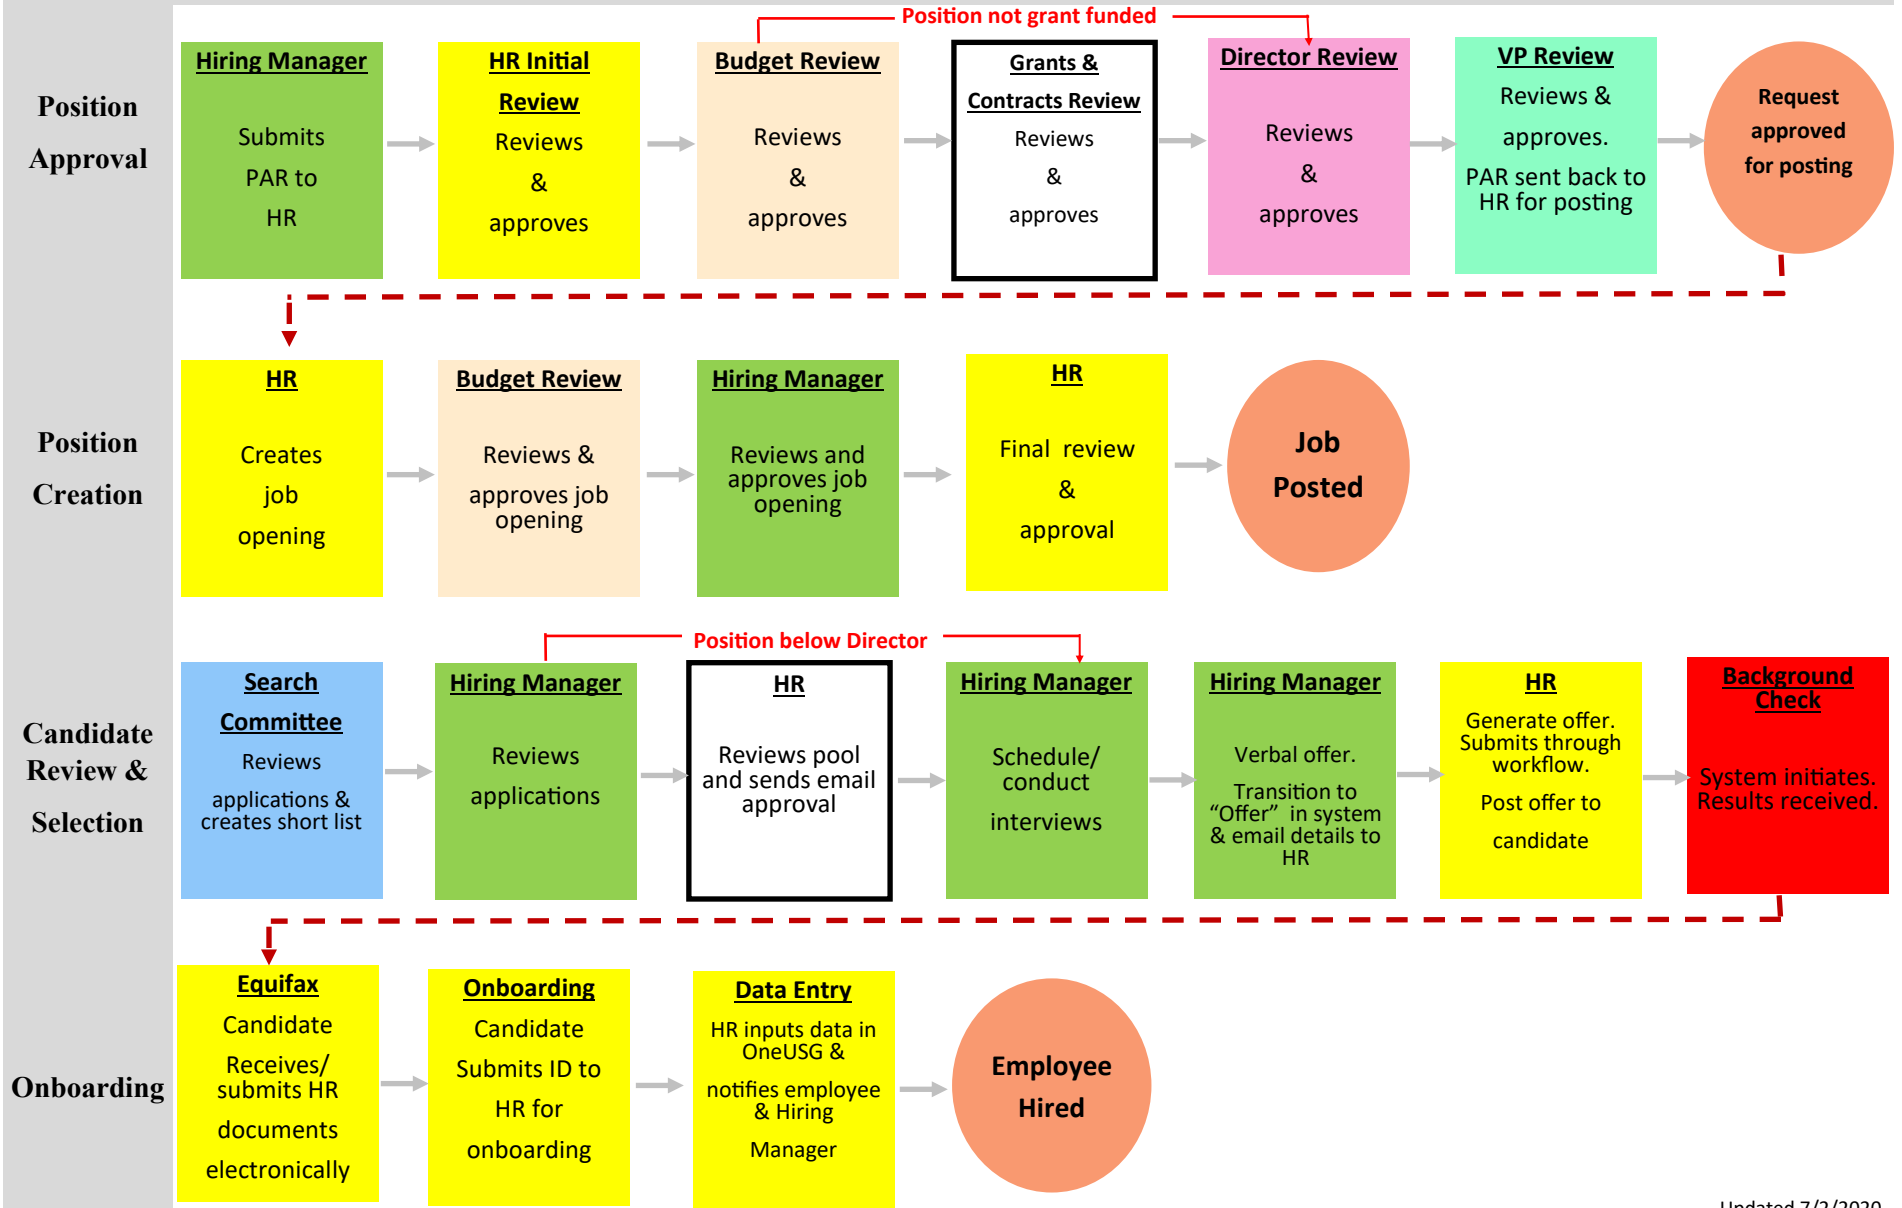 Position not grant funded
Position
Approval
Hiring Manager
Submits
PAR to
HR
HR Initial
Review
Reviews
&
approves
Budget Review
Reviews
&
approves
Grants &
Contracts Review
Reviews
&
approves
Director Review
Reviews
&
approves
VP Review
Reviews &
approves.
PAR sent back to
HR for posting
Request
approved
for posting
Position
Creation
HR
Creates
job
opening
Budget Review
Reviews &
approves job
opening
Hiring Manager
Reviews and
approves job
opening
HR
Final review
&
approval
Job
Posted
Position below Director
Candidate
Review &
Selection
Search
Committee
Reviews
applications &
creates short list
Hiring Manager
Reviews
applications
HR
Reviews pool
and sends email
approval
Hiring Manager
Schedule/
conduct
interviews
Hiring Manager
Verbal offer.
Transition to
“Offer” in system
& email details to
HR
HR
Generate offer.
Submits through
workflow.
Post offer to
candidate
Background
Check
System initiates.
Results received.
Onboarding
Equifax
Candidate
Receives/
submits HR
documents
electronically
Onboarding
Candidate
Submits ID to
HR for
onboarding
Data Entry
HR inputs data in
OneUSG &
notifies employee
& Hiring
Manager
Employee
Hired
Updated 7/2/2020